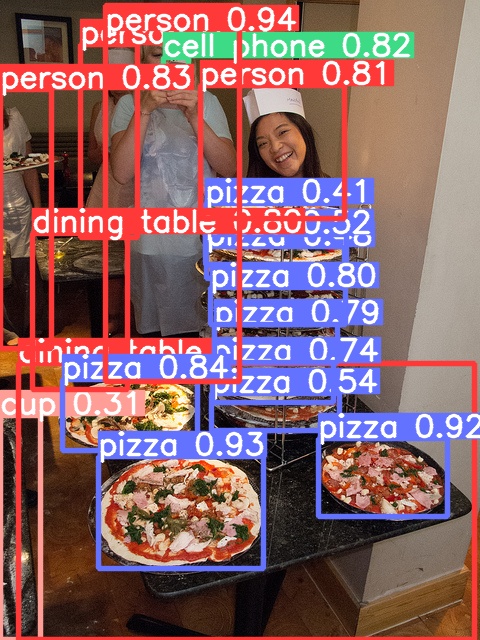 person 0.94
perso
cell phone 0.82
person 0.83
person 0.81
pizza 0.41
dining table 0.80
0.52
pizza 0.48
pizza 0.80
pizza 0.79
pizza 0.74
dining table
pizza 0.84
pizza 0.54
cup 0.31
pizza 0.92
pizza 0.93